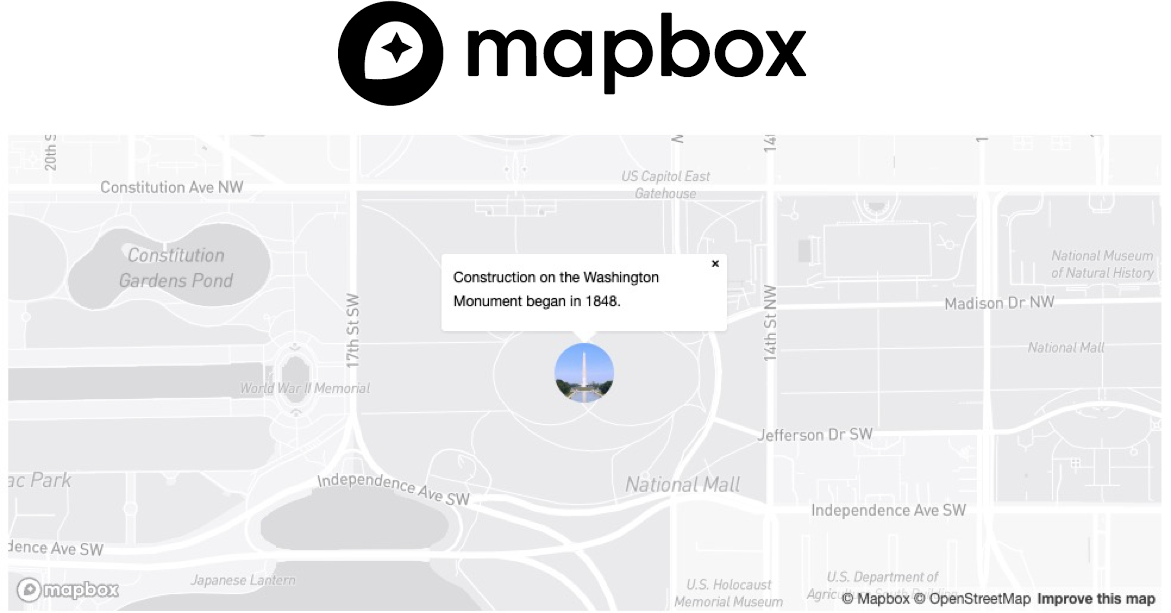 mapbox
20th S
14t
Constitution Ave NW
US Capitol East
Gatehouse
Constitution
Gardens Pond
×
Construction on the Washington
Monument began in 1848.
National Museum
of Natural History
Madison Dr NW
17th St SW
14th St NW
National Mall
World War II Memorial
Jefferson Dr SW
ac Park
Independence Ave SW
National Mall
Independence Ave SW
dence Ave SW
Japanese Lantern
U.S. Holocaust
Memorial Museum
U.S. Department of
mapbox
© Mapbox © OpenStreetMap Improve this map